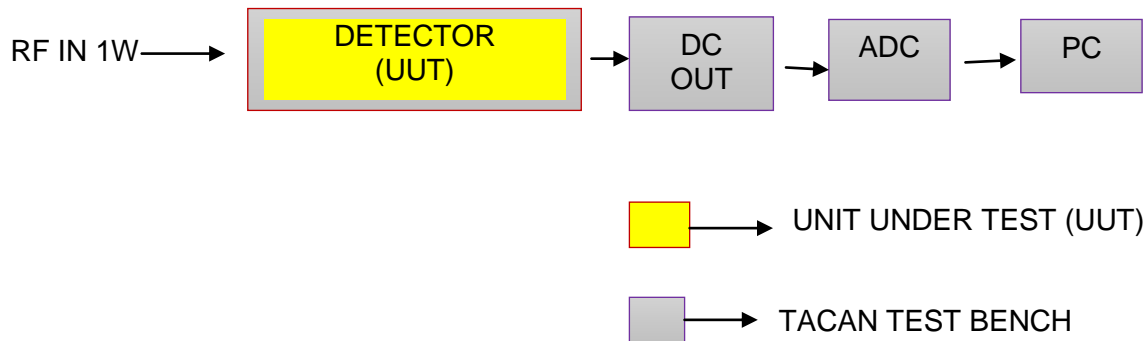 RF IN 1W
DETECTOR
(UUT)
DC
OUT
ADC
PC
UNIT UNDER TEST (UUT)
TACAN TEST BENCH